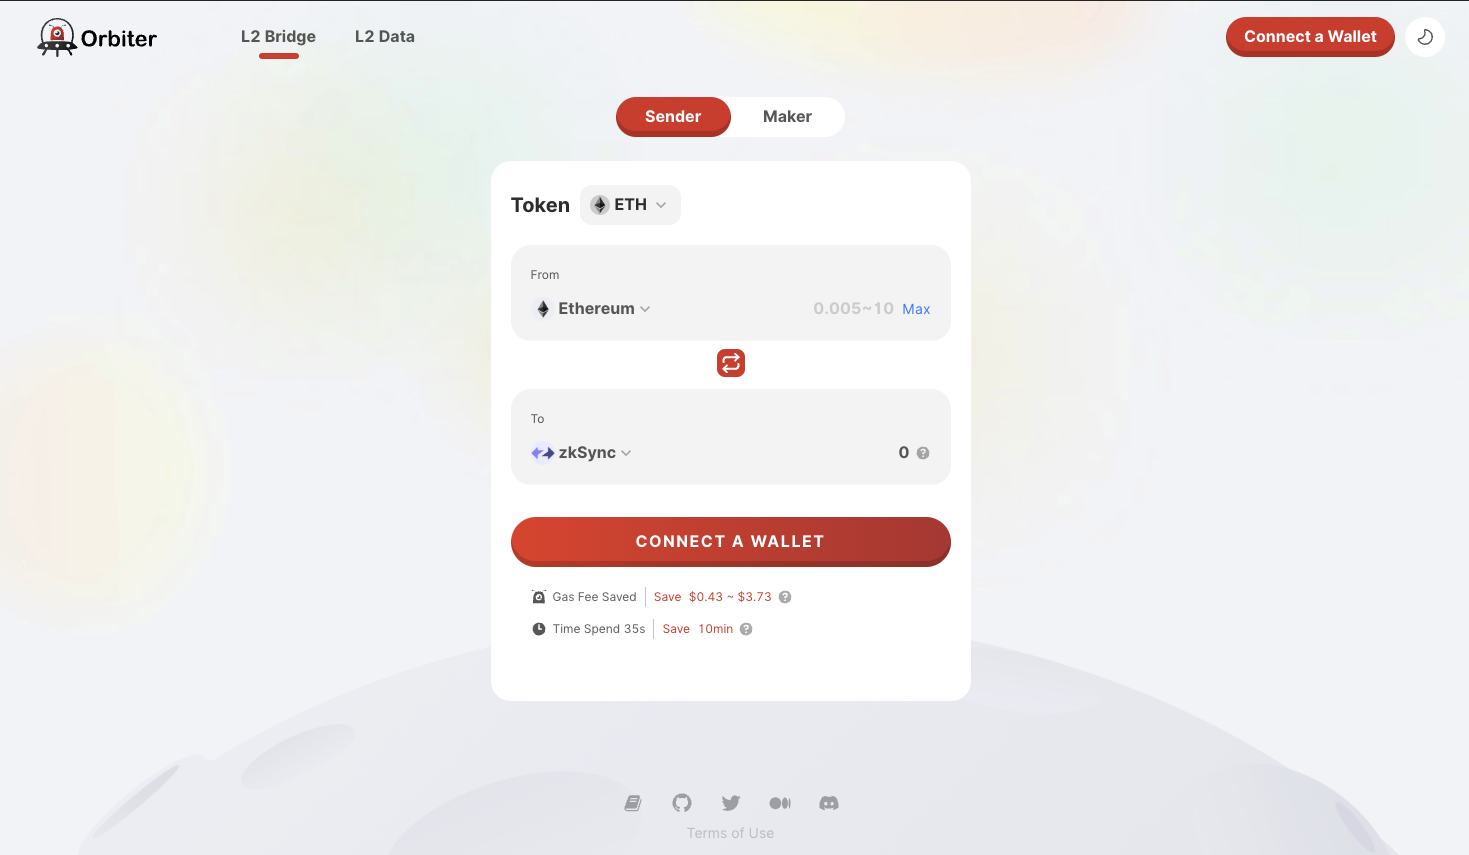 Orbiter L2 Bridge L2 Data Connect a Wallet
Sender Maker
Token ETH
From
Ethereum 0.005~10 Max
To
zkSync 0
CONNECT A WALLET
Gas Fee Saved Save $0.43 ~ $3.73
Time Spend 35s Save 10min
Terms of Use